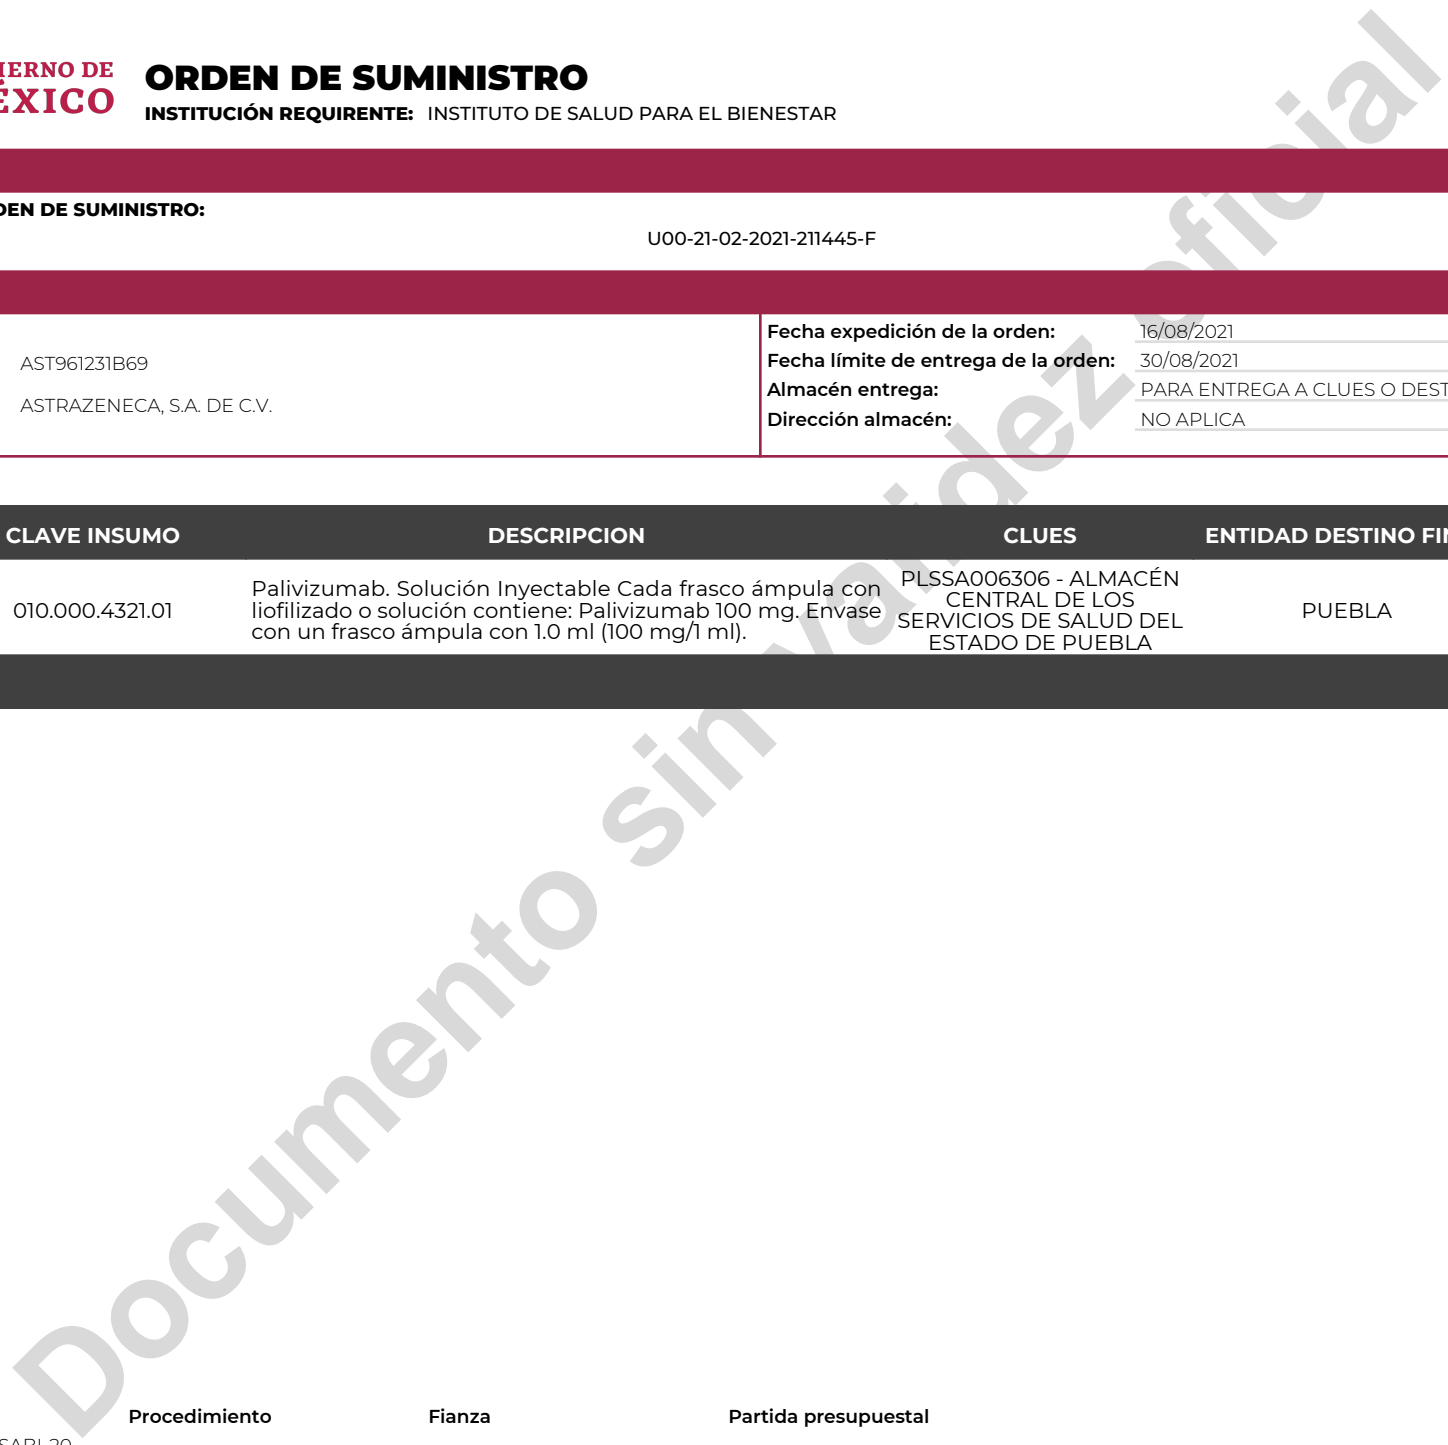 IERNO DE
ÉXICO
ORDEN DE SUMINISTRO
INSTITUCIÓN REQUIRENTE: INSTITUTO DE SALUD PARA EL BIENESTAR
DEN DE SUMINISTRO:
U00-21-02-2021-211445-F
AST961231B69
ASTRAZENECA, S.A. DE C.V.
Fecha expedición de la orden: 16/08/2021
Fecha límite de entrega de la orden: 30/08/2021
Almacén entrega: PARA ENTREGA A CLUES O DEST
Dirección almacén: NO APLICA
CLAVE INSUMO DESCRIPCION CLUES ENTIDAD DESTINO FIN
010.000.4321.01
Palivizumab. Solución Inyectable Cada frasco ámpula con
liofilizado o solución contiene: Palivizumab 100 mg. Envase
con un frasco ámpula con 1.0 ml (100 mg/1 ml).
PLSSA006306 - ALMACÉN
CENTRAL DE LOS
SERVICIOS DE SALUD DEL
ESTADO DE PUEBLA
PUEBLA
Documento sin validez oficial
Procedimiento Fianza Partida presupuestal